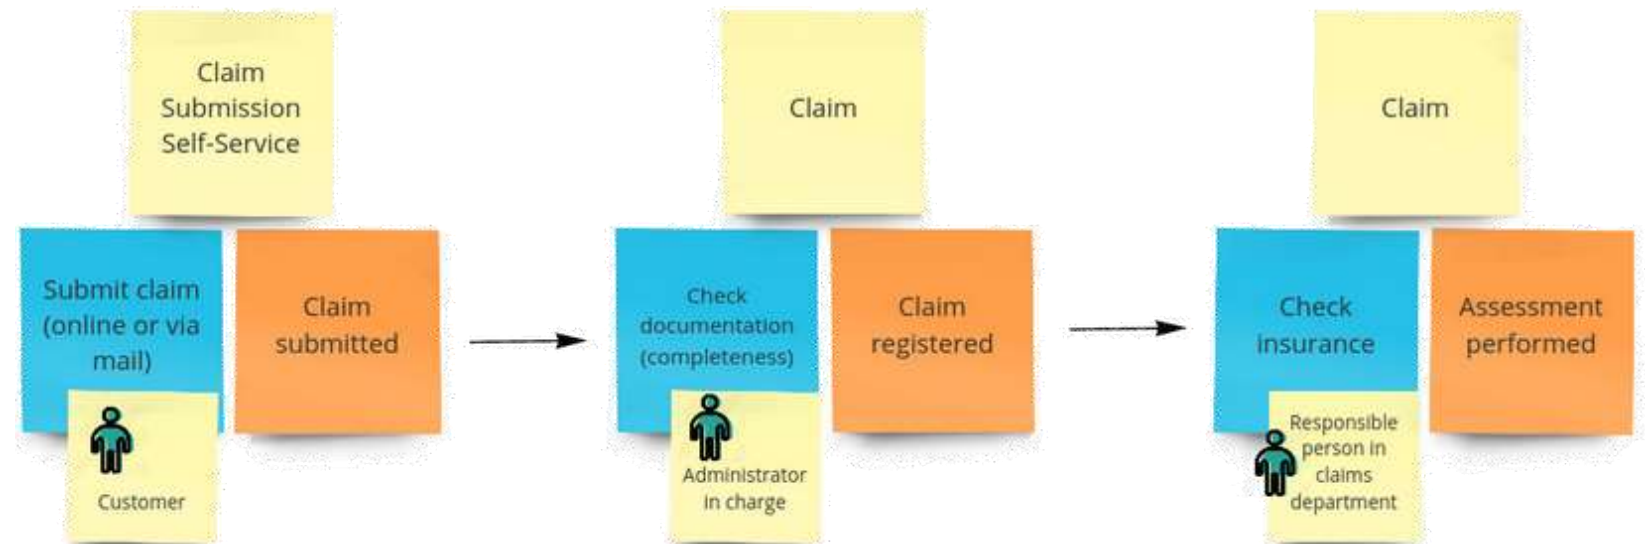 Claim
Submission
Self-Service
Submit claim
(online or via
mail)
Claim
submitted
Customer
Claim
Check
documentation
(completeness)
Claim
registered
Administrator
in charge
Claim
Check
insurance
Assessment
performed
Responsible
person in
claims
department